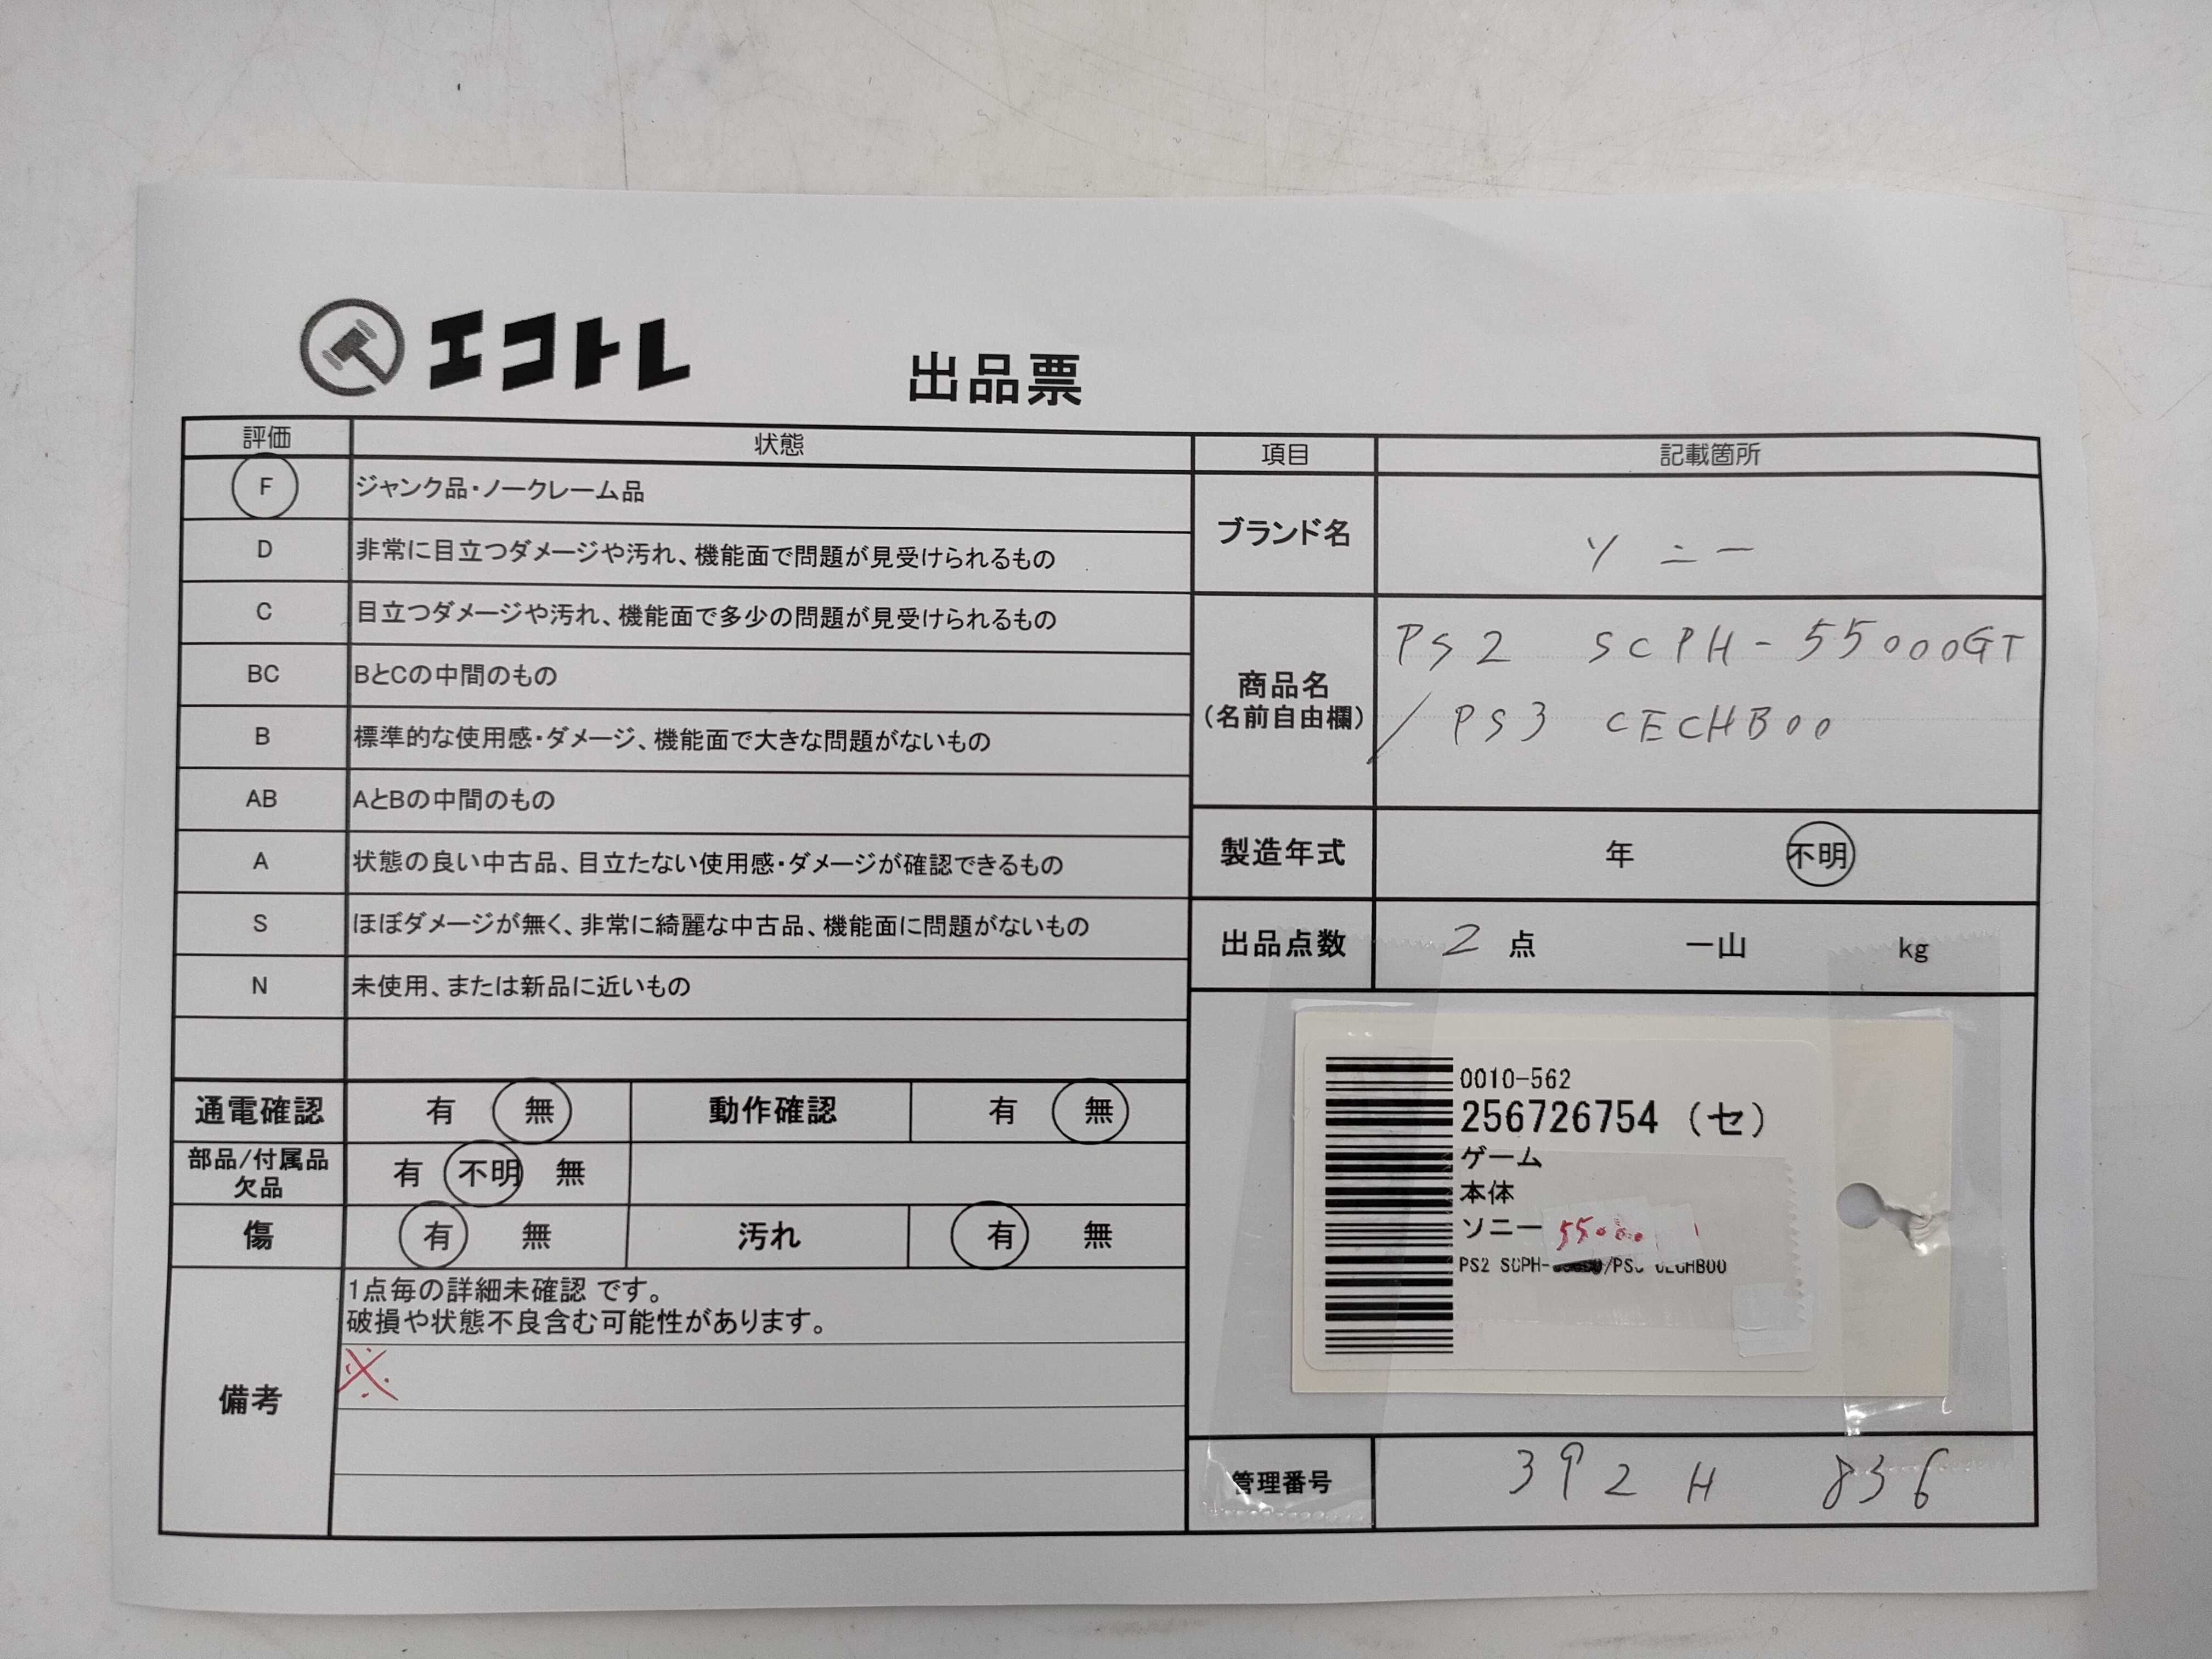 エコトレ
出品票
評価 状態
F ジャンク品・ノークレーム品
D 非常に目立つダメージや汚れ、機能面で問題が見受けられるもの
C 目立つダメージや汚れ、機能面で多少の問題が見受けられるもの
BC BとCの中間のもの
B 標準的な使用感・ダメージ、機能面で大きな問題がないもの
AB AとBの中間のもの
A 状態の良い中古品、目立たない使用感・ダメージが確認できるもの
S ほぼダメージが無く、非常に綺麗な中古品、機能面に問題がないもの
N 未使用、または新品に近いもの
通電確認 有 無 動作確認 有 無
部品/付属品
欠品 有 不明 無
傷 有 無 汚れ 有 無
備考
1点毎の詳細未確認 です。
破損や状態不良含む可能性があります。
※
項目 記載箇所
ブランド名 ソニー
商品名
(名前自由欄)
PS2 SCPH-55000GT
/ PS3 CECHB00
製造年式 年 不明
出品点数 2 点 一山 kg
0010-562
256726754 (セ)
ゲーム
本体
ソニー 55000
PS2 SCPH-
管理番号 392H 836